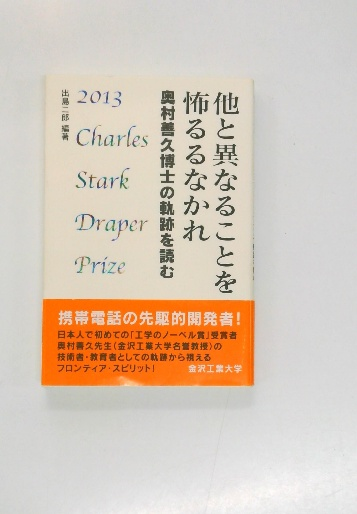 他と異なることを
怖るるなかれ
奥村善久博士の軌跡を読む
2013
Charles
Stark
Draper
Prize
出島二郎 編著
携帯電話の先駆的開発者!
日本人で初めての「工学のノーベル賞」受賞者
奥村善久先生(金沢工業大学名誉教授)の
技術者・教育者としての軌跡から視える
フロンティア・スピリット!
金沢工業大学